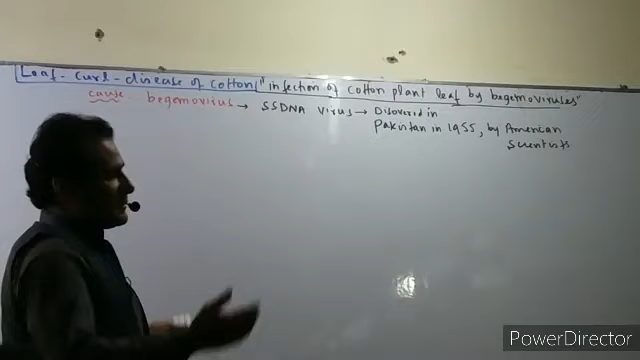 Leaf-Curl-disease of Cotton "infection of cotton plant leaf by begemoviruses"
cause begemovirus → SSDNA virus → Disoverd in
Pakistan in 1955, by American
Scientists
PowerDirector